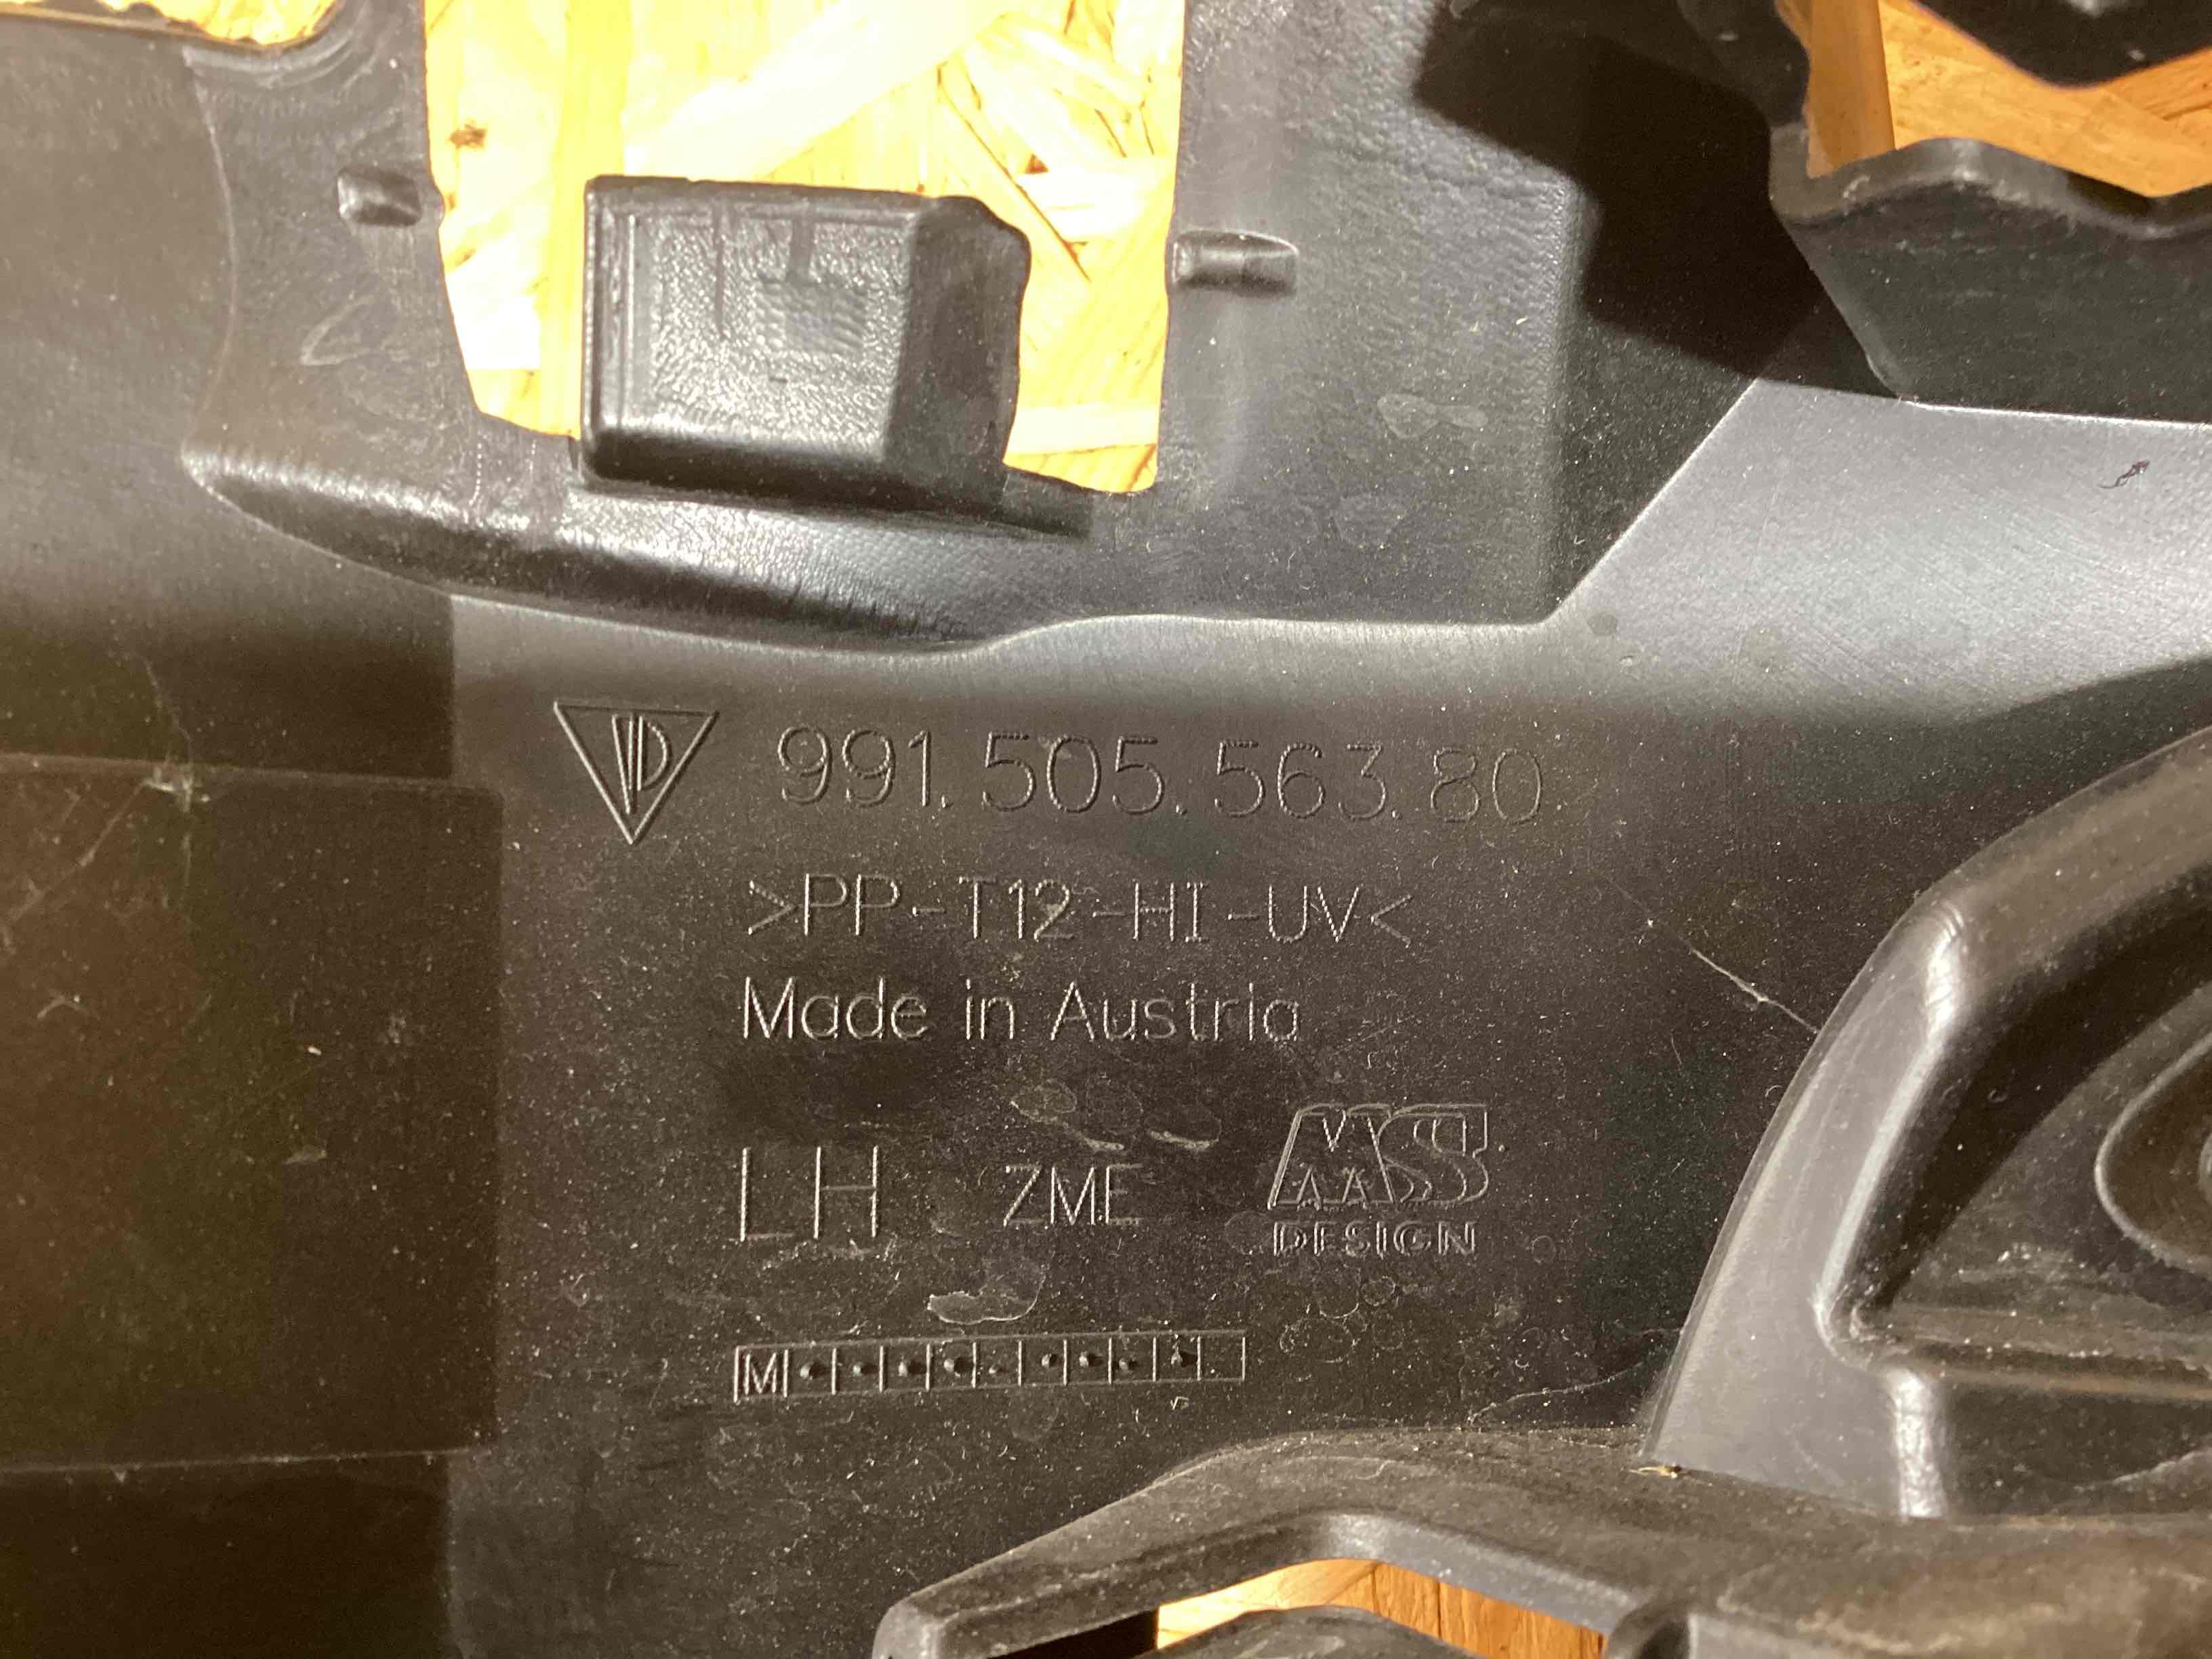 991.505.563.80
>PP-T12-HI-UV<
Made in Austria
LH ZME MS
DESIGN
M